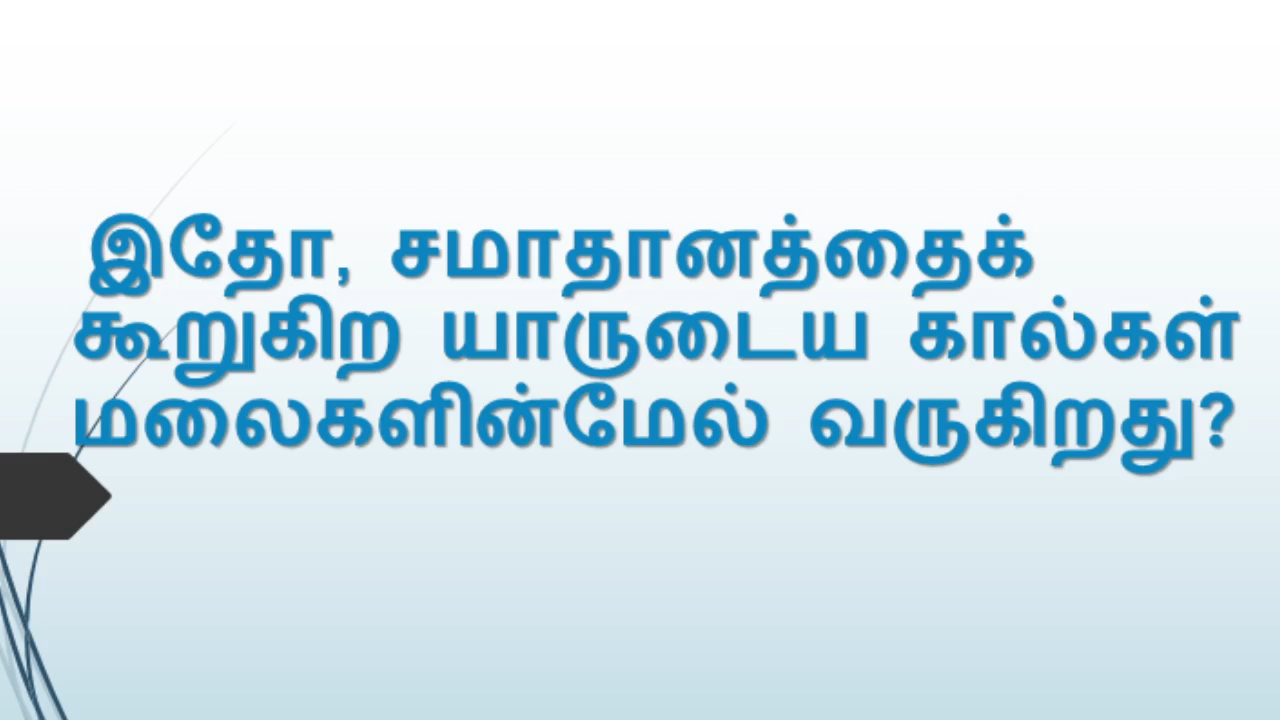 இதோ, சமாதானத்தைக்
கூறுகிற யாருடைய கால்கள்
மலைகளின்மேல் வருகிறது?